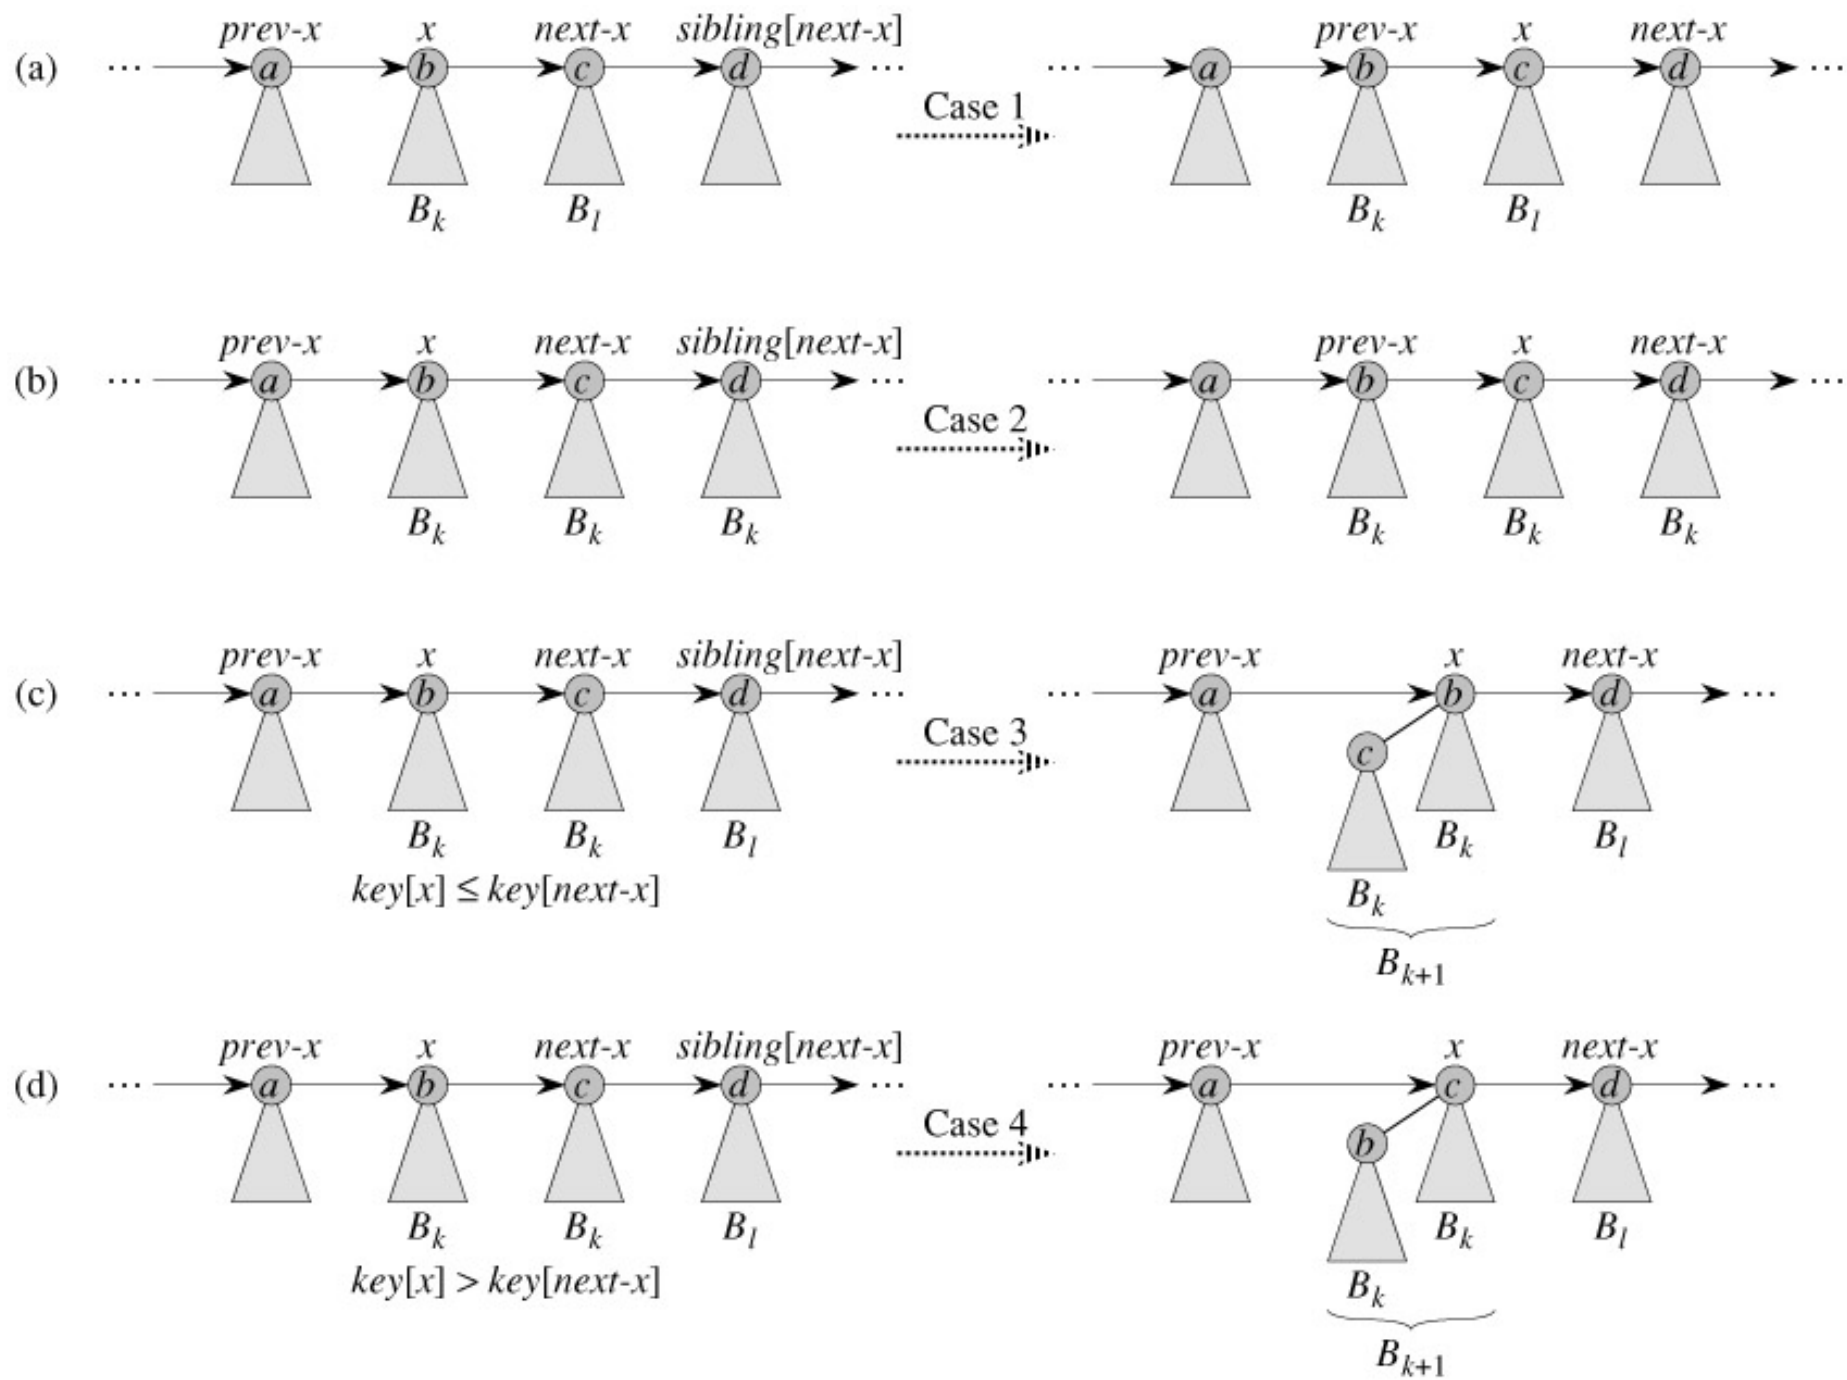 prev-x x next-x sibling[next-x] prev-x x next-x
(a) ··· a b c d ··· ··· a b c d ···
Case 1
B_k B_l B_k B_l
prev-x x next-x sibling[next-x] prev-x x next-x
(b) ··· a b c d ··· ··· a b c d ···
Case 2
B_k B_k B_k B_k B_k B_k
prev-x x next-x sibling[next-x] prev-x x next-x
(c) ··· a b c d ··· ··· a b d ···
Case 3 c
B_k B_k B_l B_k B_l
key[x] ≤ key[next-x] B_k
B_{k+1}
prev-x x next-x sibling[next-x] prev-x x next-x
(d) ··· a b c d ··· ··· a c d ···
Case 4 b
B_k B_k B_l B_k B_l
key[x] > key[next-x] B_k
B_{k+1}